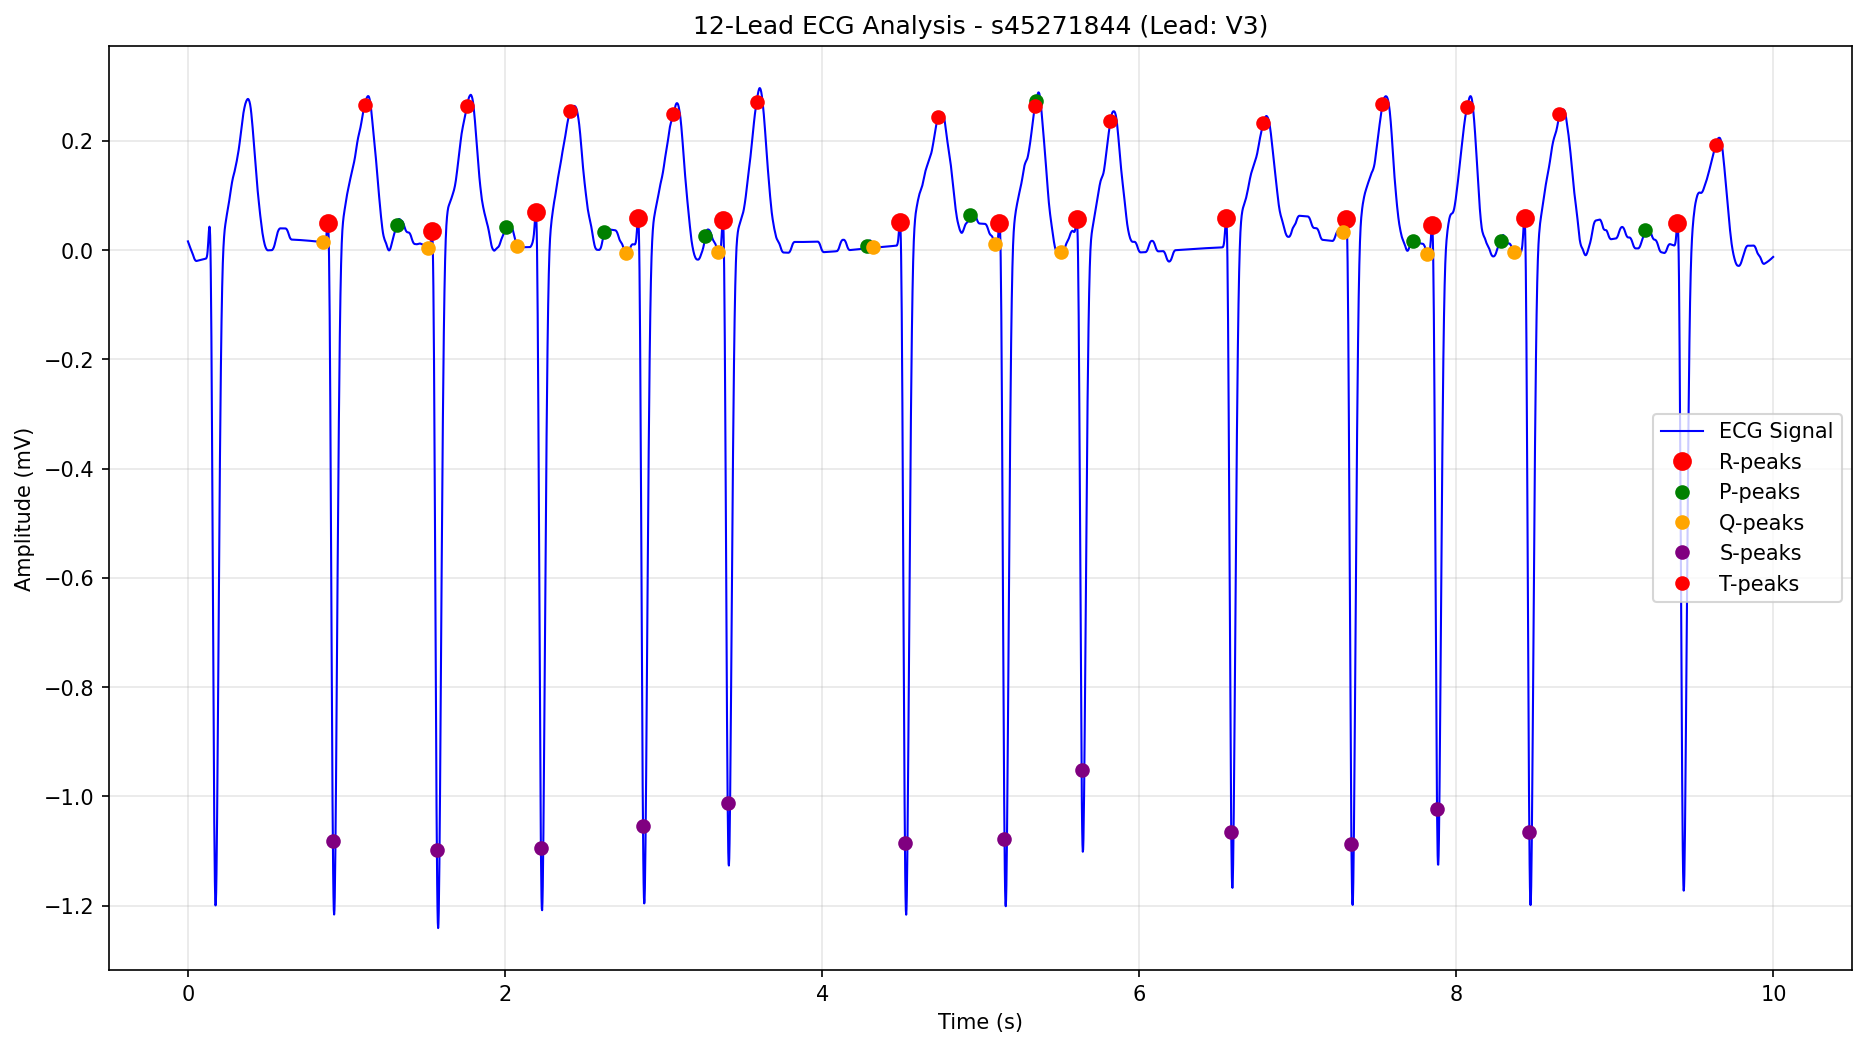 12-Lead ECG Analysis - s45271844 (Lead: V3)
Amplitude (mV)
0.2
0.0
−0.2
−0.4
−0.6
−0.8
−1.0
−1.2
ECG Signal
R-peaks
P-peaks
Q-peaks
S-peaks
T-peaks
0 2 4 6 8 10
Time (s)